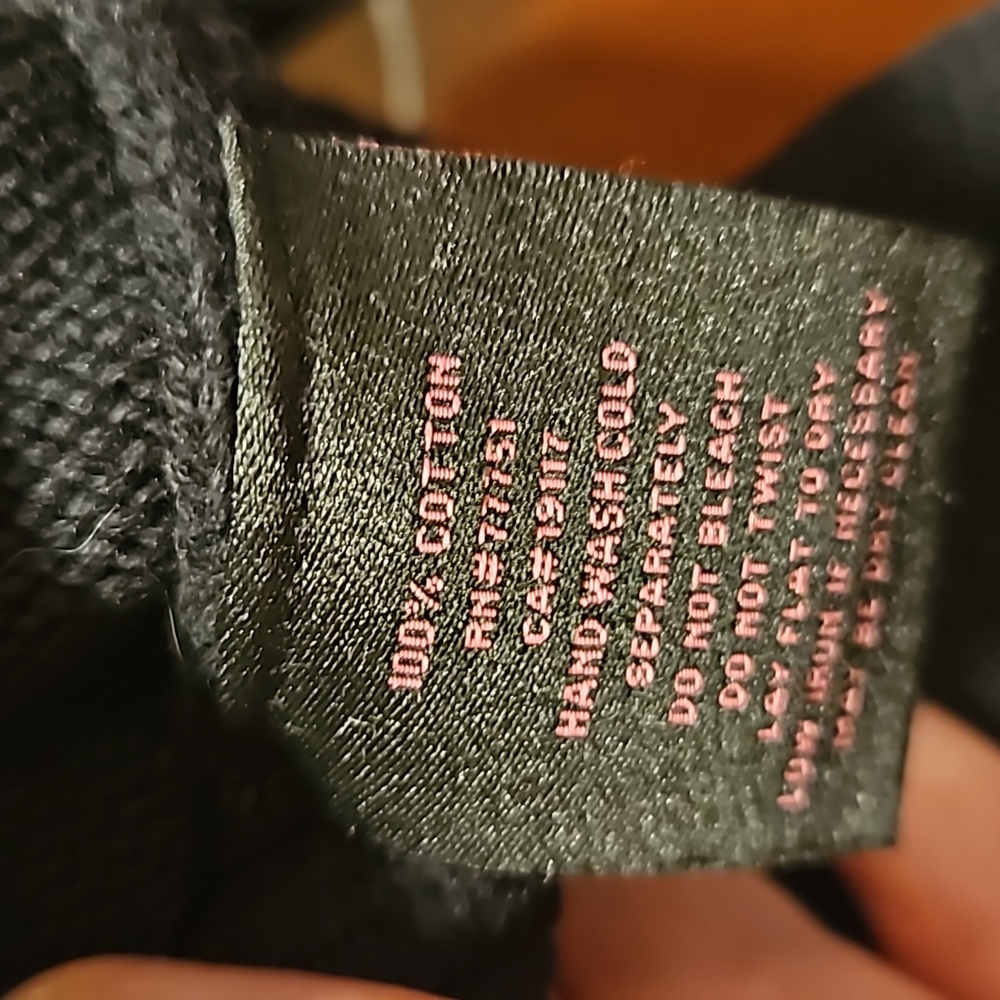 100% COTTON
RN#77751
CA#19117
HAND WASH COLD
SEPARATELY
DO NOT BLEACH
DO NOT TWIST
LAY FLAT TO DRY
LOW IRON IF NECESSARY
MAY BE DRY CLEAN